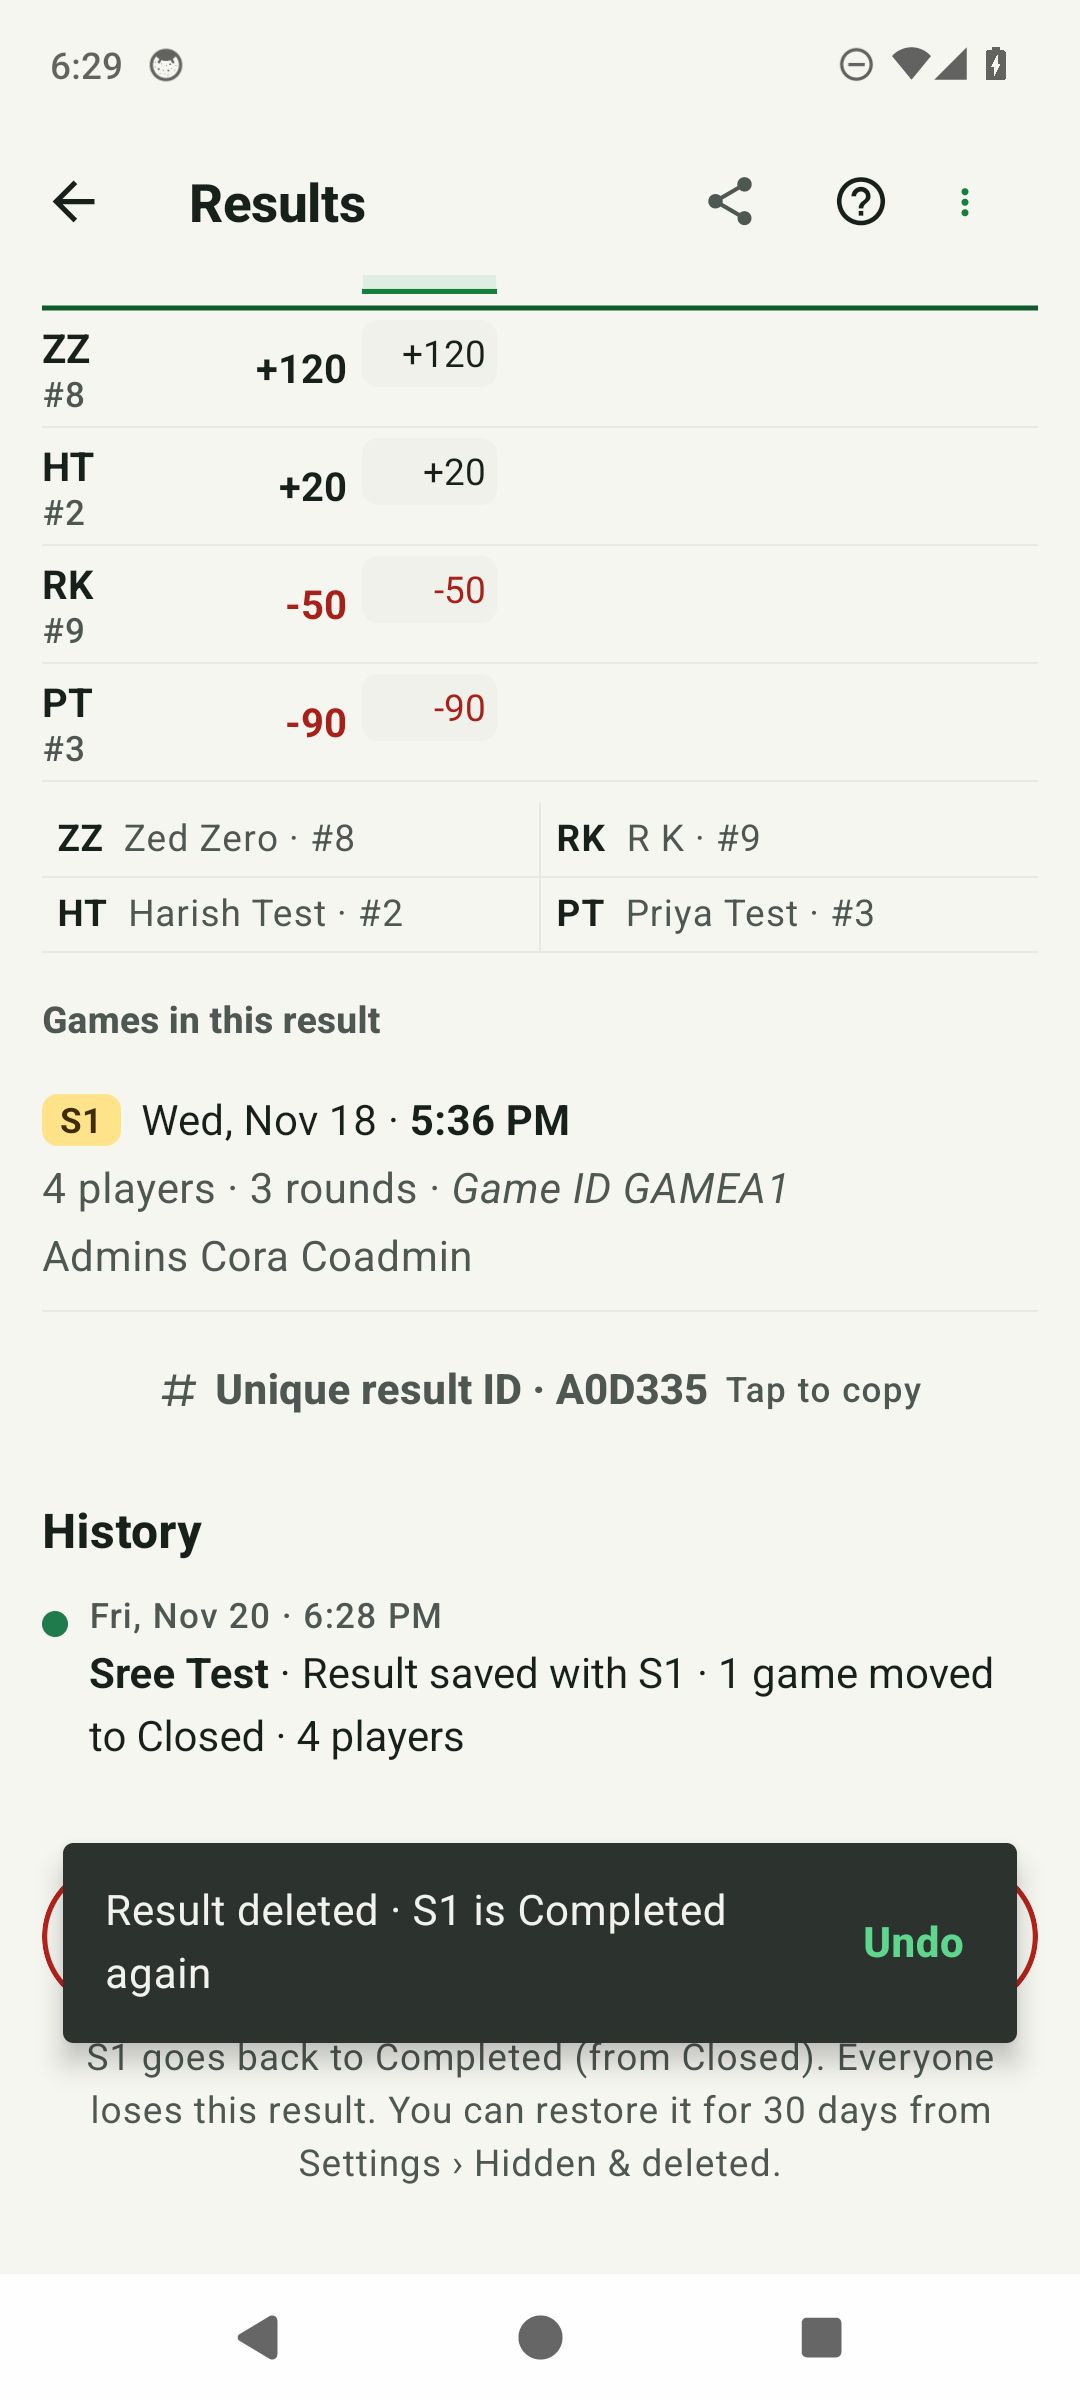 6:29
Results
ZZ +120 +120
#8
HT +20 +20
#2
RK -50 -50
#9
PT -90 -90
#3
ZZ Zed Zero · #8 RK R K · #9
HT Harish Test · #2 PT Priya Test · #3
Games in this result
S1 Wed, Nov 18 · 5:36 PM
4 players · 3 rounds · Game ID GAMEA1
Admins Cora Coadmin
# Unique result ID · A0D335 Tap to copy
History
Fri, Nov 20 · 6:28 PM
Sree Test · Result saved with S1 · 1 game moved
to Closed · 4 players
Result deleted · S1 is Completed
again
Undo
S1 goes back to Completed (from Closed). Everyone
loses this result. You can restore it for 30 days from
Settings › Hidden & deleted.